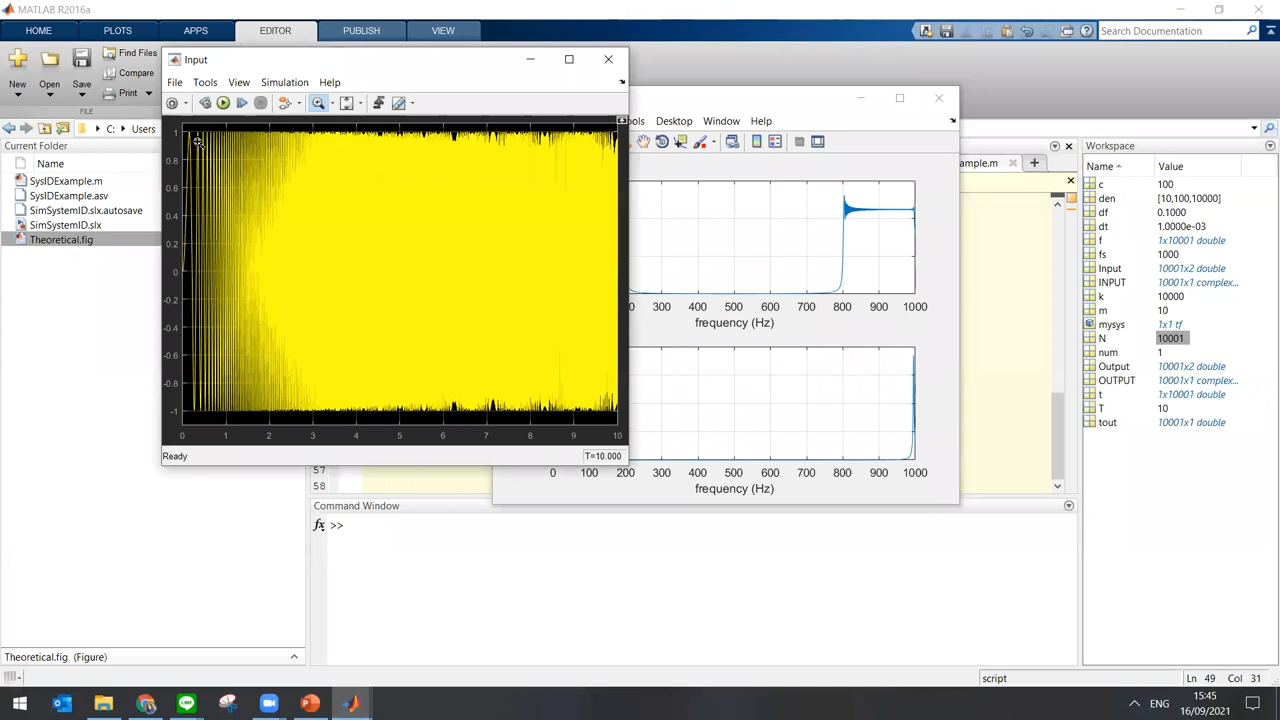 MATLAB R2016a
HOME PLOTS APPS EDITOR PUBLISH VIEW
Search Documentation
New Open Save
Find Files
Compare
Print
FILE
C: Users
Current Folder
Name
SysIDExample.m
SysIDExample.asv
SimSystemID.slx.autosave
SimSystemID.slx
Theoretical.fig
Theoretical.fig (Figure)
Input
File Tools View Simulation Help
1
0.8
0.6
0.4
0.2
0
-0.2
-0.4
-0.6
-0.8
-1
0 1 2 3 4 5 6 7 8 9 10
Ready T=10.000
ools Desktop Window Help
300 400 500 600 700 800 900 1000
frequency (Hz)
0 100 200 300 400 500 600 700 800 900 1000
frequency (Hz)
ample.m
57
58
Command Window
fx >>
Workspace
Name Value
c 100
den [10,100,10000]
df 0.1000
dt 1.0000e-03
f 1x10001 double
fs 1000
Input 10001x2 double
INPUT 10001x1 complex...
k 10000
m 10
mysys 1x1 tf
N 10001
num 1
Output 10001x2 double
OUTPUT 10001x1 complex...
t 1x10001 double
T 10
tout 10001x1 double
script Ln 49 Col 31
ENG
15:45
16/09/2021